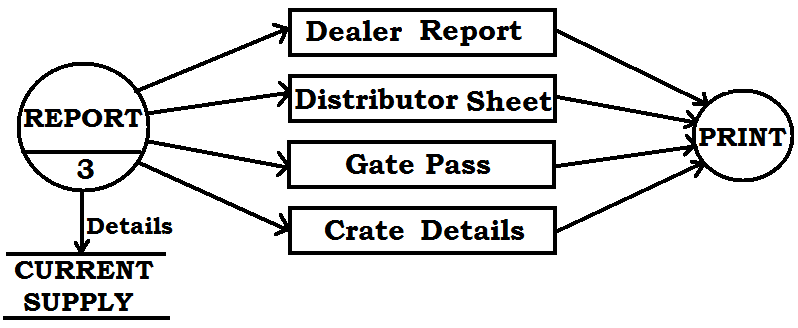 REPORT
3
Details
CURRENT
SUPPLY
Dealer Report
Distributor Sheet
Gate Pass
Crate Details
PRINT